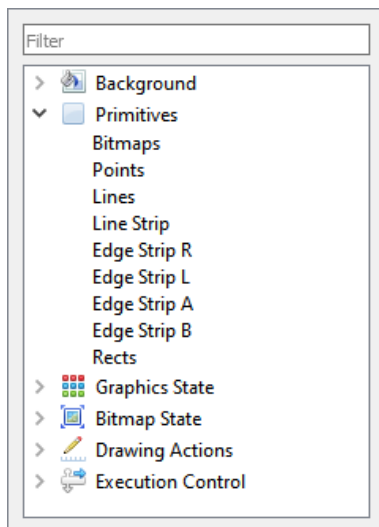 Filter
Background
Primitives
Bitmaps
Points
Lines
Line Strip
Edge Strip R
Edge Strip L
Edge Strip A
Edge Strip B
Rects
Graphics State
Bitmap State
Drawing Actions
Execution Control